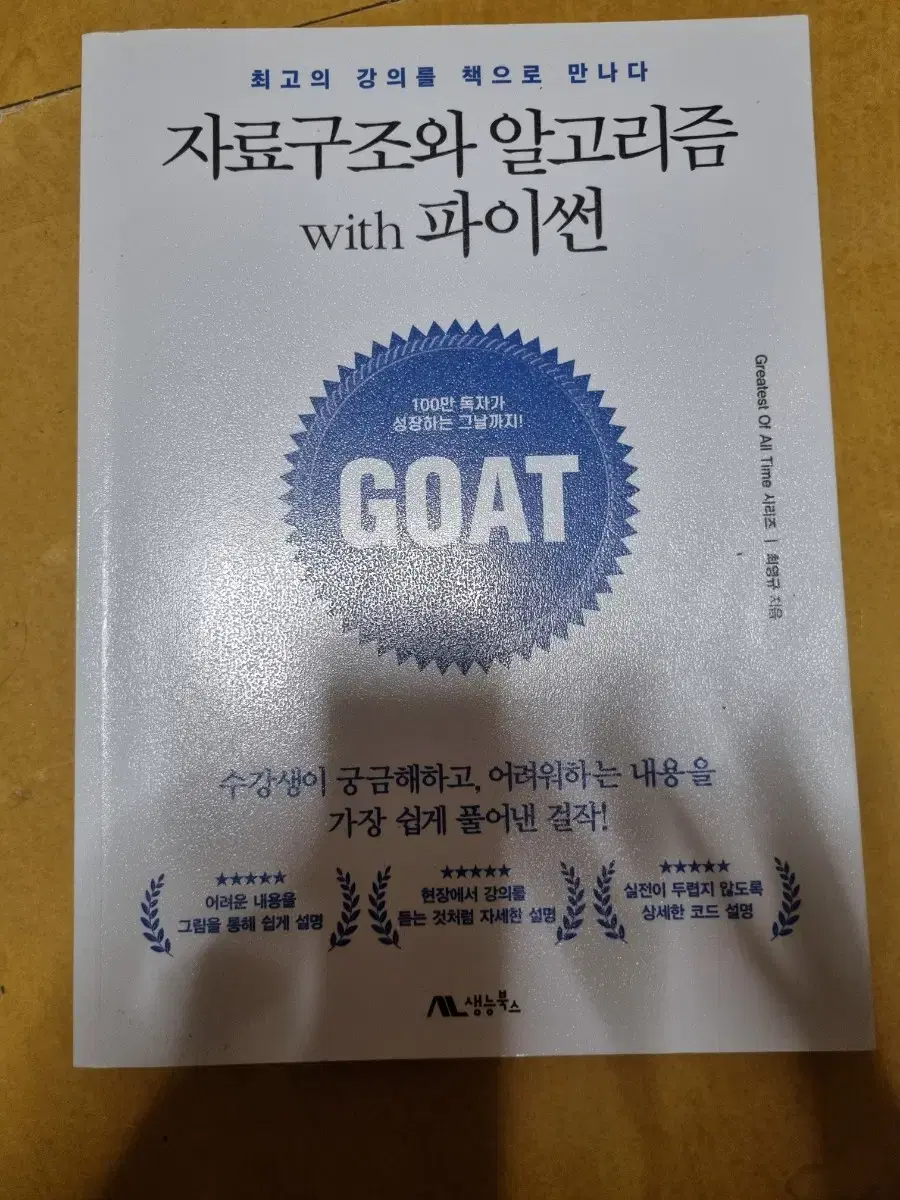 최고의 강의를 책으로 만나다
자료구조와 알고리즘
with 파이썬
100만 독자가
성장하는 그날까지!
GOAT
Greatest Of All Time 시리즈 | 최영규 지음
수강생이 궁금해하고, 어려워하는 내용을
가장 쉽게 풀어낸 걸작!
★★★★★
어려운 내용을
그림을 통해 쉽게 설명
★★★★★
현장에서 강의를
듣는 것처럼 자세한 설명
★★★★★
실전이 두렵지 않도록
상세한 코드 설명
생능북스